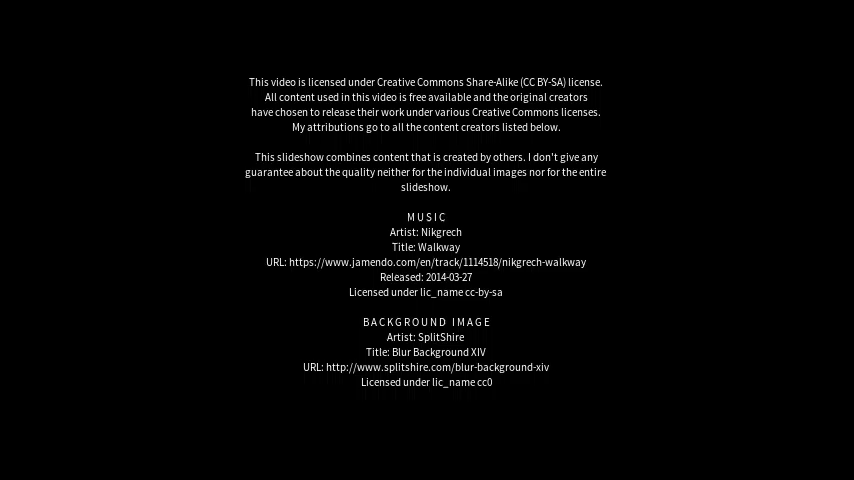 This video is licensed under Creative Commons Share-Alike (CC BY-SA) license.
All content used in this video is free available and the original creators
have chosen to release their work under various Creative Commons licenses.
My attributions go to all the content creators listed below.
This slideshow combines content that is created by others. I don't give any
guarantee about the quality neither for the individual images nor for the entire
slideshow.
MUSIC
Artist: Nikgrech
Title: Walkway
URL: https://www.jamendo.com/en/track/1114518/nikgrech-walkway
Released: 2014-03-27
Licensed under lic_name cc-by-sa
BACKGROUND IMAGE
Artist: SplitShire
Title: Blur Background XIV
URL: http://www.splitshire.com/blur-background-xiv
Licensed under lic_name cc0